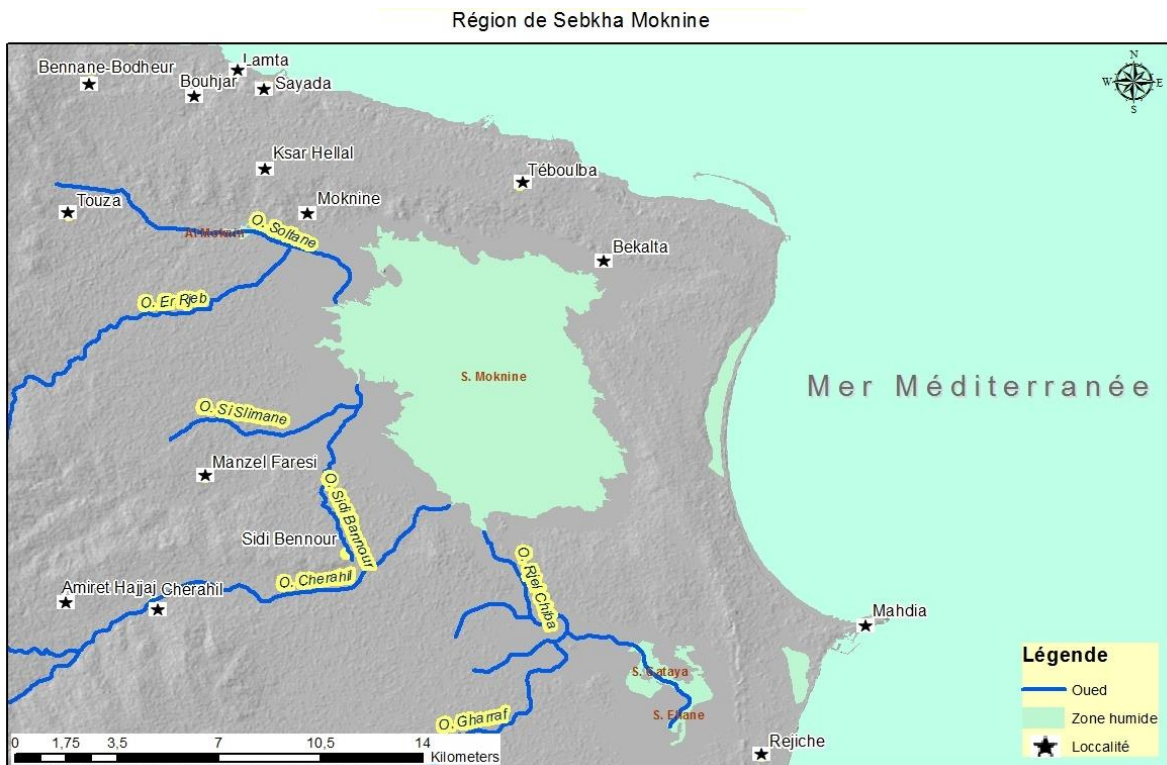 Région de Sebkha Moknine
N
W E
S
Lamta
Bennane-Bodheur
Bouhjar
Sayada
Ksar Hellal
Téboulba
Touza
Moknine
O. Soltane
Bekalta
O. Er Rjeb
S. Moknine
Mer Méditerranée
O. Si Slimane
Manzel Faresi
O. Sidi Bannour
Sidi Bennour
O. Cherahil
O. Rjel Chiba
Amiret Hajjaj
Cherahil
Mahdia
S. Gataya
S. Ellane
O. Gharraf
Rejiche
Légende
Oued
Zone humide
Loccalité
0 1,75 3,5 7 10,5 14
Kilometers